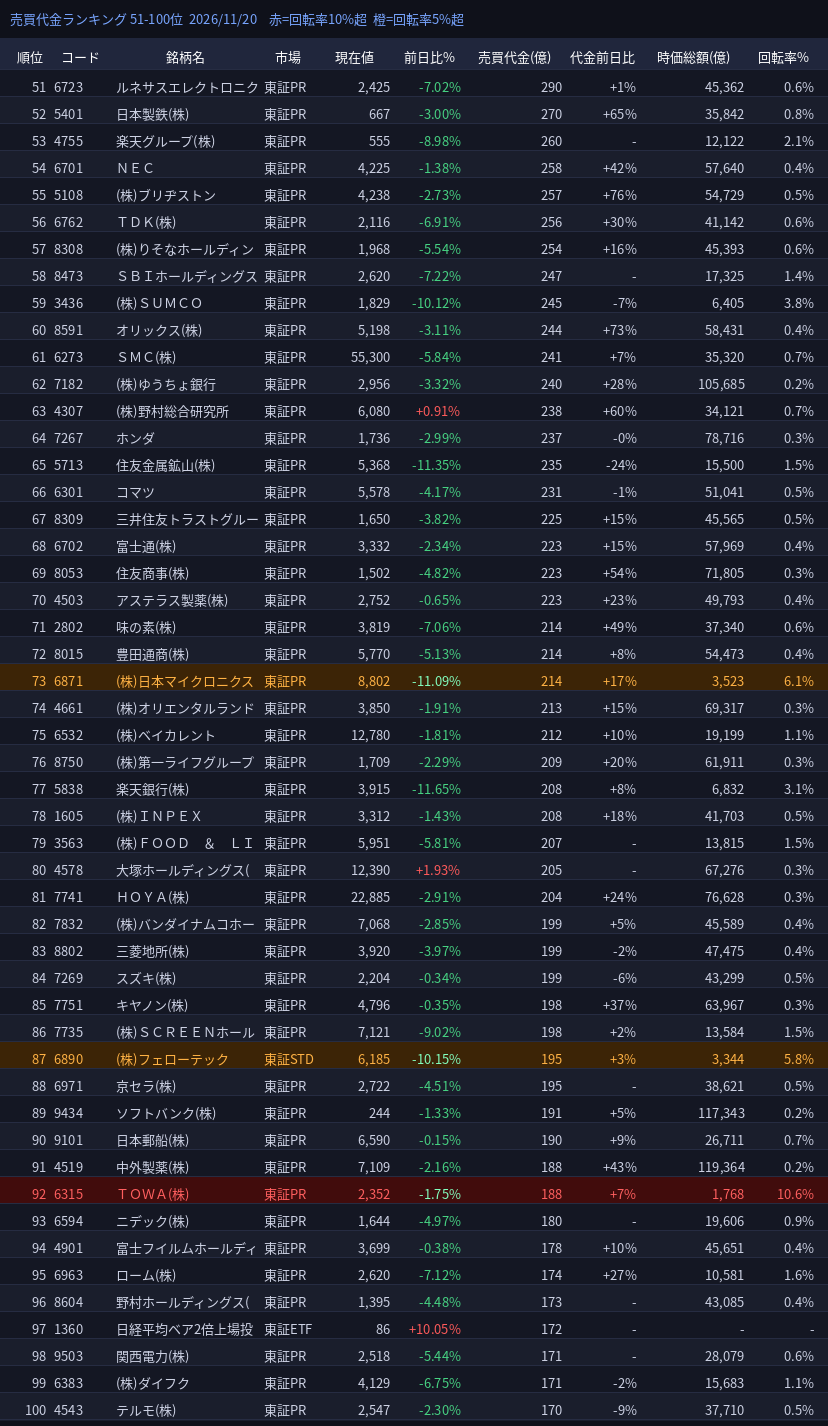 売買代金ランキング 51-100位 2026/11/20 赤=回転率10%超 橙=回転率5%超
順位 コード 銘柄名 市場 現在値 前日比% 売買代金(億) 代金前日比 時価総額(億) 回転率%
51 6723 ルネサスエレクトロニク 東証PR 2,425 -7.02% 290 +1% 45,362 0.6%
52 5401 日本製鉄(株) 東証PR 667 -3.00% 270 +65% 35,842 0.8%
53 4755 楽天グループ(株) 東証PR 555 -8.98% 260 - 12,122 2.1%
54 6701 ＮＥＣ 東証PR 4,225 -1.38% 258 +42% 57,640 0.4%
55 5108 (株)ブリヂストン 東証PR 4,238 -2.73% 257 +76% 54,729 0.5%
56 6762 ＴＤＫ(株) 東証PR 2,116 -6.91% 256 +30% 41,142 0.6%
57 8308 (株)りそなホールディン 東証PR 1,968 -5.54% 254 +16% 45,393 0.6%
58 8473 ＳＢＩホールディングス 東証PR 2,620 -7.22% 247 - 17,325 1.4%
59 3436 (株)ＳＵＭＣＯ 東証PR 1,829 -10.12% 245 -7% 6,405 3.8%
60 8591 オリックス(株) 東証PR 5,198 -3.11% 244 +73% 58,431 0.4%
61 6273 ＳＭＣ(株) 東証PR 55,300 -5.84% 241 +7% 35,320 0.7%
62 7182 (株)ゆうちょ銀行 東証PR 2,956 -3.32% 240 +28% 105,685 0.2%
63 4307 (株)野村総合研究所 東証PR 6,080 +0.91% 238 +60% 34,121 0.7%
64 7267 ホンダ 東証PR 1,736 -2.99% 237 -0% 78,716 0.3%
65 5713 住友金属鉱山(株) 東証PR 5,368 -11.35% 235 -24% 15,500 1.5%
66 6301 コマツ 東証PR 5,578 -4.17% 231 -1% 51,041 0.5%
67 8309 三井住友トラストグルー 東証PR 1,650 -3.82% 225 +15% 45,565 0.5%
68 6702 富士通(株) 東証PR 3,332 -2.34% 223 +15% 57,969 0.4%
69 8053 住友商事(株) 東証PR 1,502 -4.82% 223 +54% 71,805 0.3%
70 4503 アステラス製薬(株) 東証PR 2,752 -0.65% 223 +23% 49,793 0.4%
71 2802 味の素(株) 東証PR 3,819 -7.06% 214 +49% 37,340 0.6%
72 8015 豊田通商(株) 東証PR 5,770 -5.13% 214 +8% 54,473 0.4%
73 6871 (株)日本マイクロニクス 東証PR 8,802 -11.09% 214 +17% 3,523 6.1%
74 4661 (株)オリエンタルランド 東証PR 3,850 -1.91% 213 +15% 69,317 0.3%
75 6532 (株)ベイカレント 東証PR 12,780 -1.81% 212 +10% 19,199 1.1%
76 8750 (株)第一ライフグループ 東証PR 1,709 -2.29% 209 +20% 61,911 0.3%
77 5838 楽天銀行(株) 東証PR 3,915 -11.65% 208 +8% 6,832 3.1%
78 1605 (株)ＩＮＰＥＸ 東証PR 3,312 -1.43% 208 +18% 41,703 0.5%
79 3563 (株)ＦＯＯＤ　＆　ＬＩ 東証PR 5,951 -5.81% 207 - 13,815 1.5%
80 4578 大塚ホールディングス( 東証PR 12,390 +1.93% 205 - 67,276 0.3%
81 7741 ＨＯＹＡ(株) 東証PR 22,885 -2.91% 204 +24% 76,628 0.3%
82 7832 (株)バンダイナムコホー 東証PR 7,068 -2.85% 199 +5% 45,589 0.4%
83 8802 三菱地所(株) 東証PR 3,920 -3.97% 199 -2% 47,475 0.4%
84 7269 スズキ(株) 東証PR 2,204 -0.34% 199 -6% 43,299 0.5%
85 7751 キヤノン(株) 東証PR 4,796 -0.35% 198 +37% 63,967 0.3%
86 7735 (株)ＳＣＲＥＥＮホール 東証PR 7,121 -9.02% 198 +2% 13,584 1.5%
87 6890 (株)フェローテック 東証STD 6,185 -10.15% 195 +3% 3,344 5.8%
88 6971 京セラ(株) 東証PR 2,722 -4.51% 195 - 38,621 0.5%
89 9434 ソフトバンク(株) 東証PR 244 -1.33% 191 +5% 117,343 0.2%
90 9101 日本郵船(株) 東証PR 6,590 -0.15% 190 +9% 26,711 0.7%
91 4519 中外製薬(株) 東証PR 7,109 -2.16% 188 +43% 119,364 0.2%
92 6315 ＴＯＷＡ(株) 東証PR 2,352 -1.75% 188 +7% 1,768 10.6%
93 6594 ニデック(株) 東証PR 1,644 -4.97% 180 - 19,606 0.9%
94 4901 富士フイルムホールディ 東証PR 3,699 -0.38% 178 +10% 45,651 0.4%
95 6963 ローム(株) 東証PR 2,620 -7.12% 174 +27% 10,581 1.6%
96 8604 野村ホールディングス( 東証PR 1,395 -4.48% 173 - 43,085 0.4%
97 1360 日経平均ベア2倍上場投 東証ETF 86 +10.05% 172 - - -
98 9503 関西電力(株) 東証PR 2,518 -5.44% 171 - 28,079 0.6%
99 6383 (株)ダイフク 東証PR 4,129 -6.75% 171 -2% 15,683 1.1%
100 4543 テルモ(株) 東証PR 2,547 -2.30% 170 -9% 37,710 0.5%